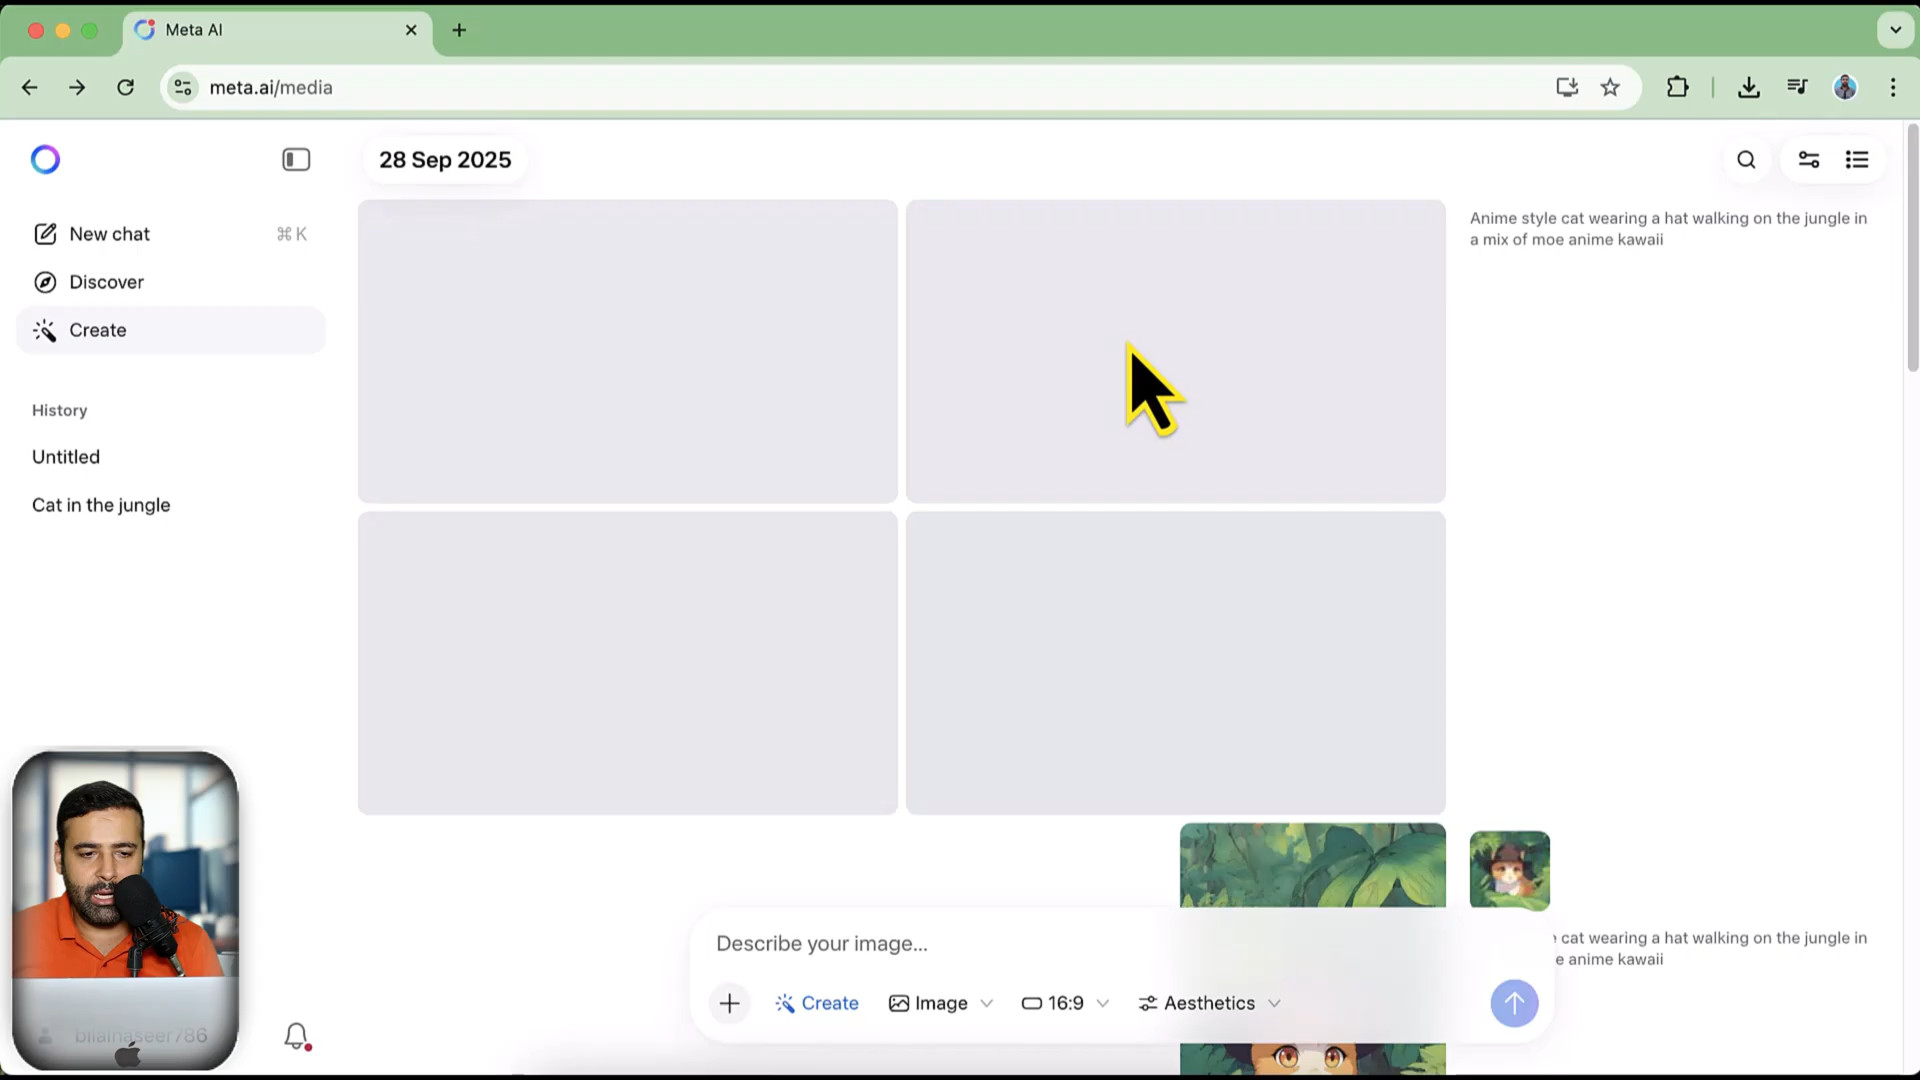 Meta AI
meta.ai/media
28 Sep 2025
New chat
⌘ K
Discover
Create
History
Untitled
Cat in the jungle
Anime style cat wearing a hat walking on the jungle in
a mix of moe anime kawaii
cat wearing a hat walking on the jungle in
e anime kawaii
Describe your image...
Create
Image
16:9
Aesthetics
bilalnaseer786